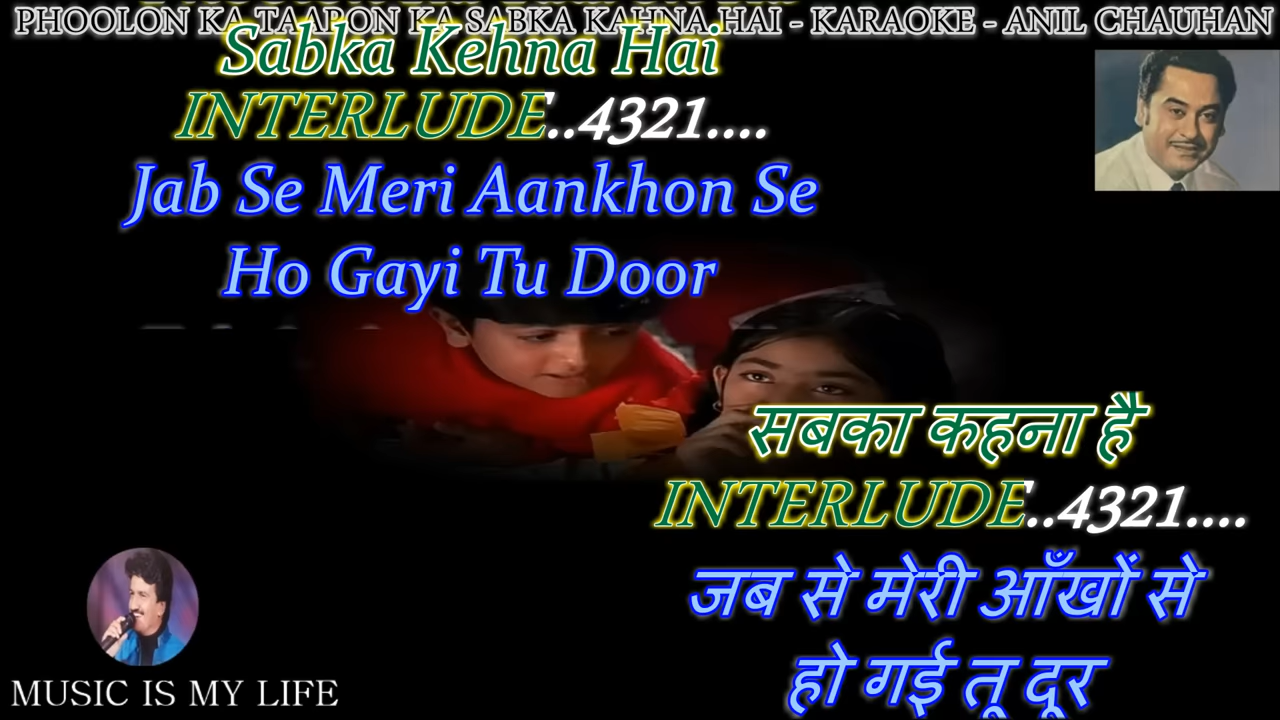 PHOOLON KA TAAPON KA SABKA KAHNA HAI - KARAOKE - ANIL CHAUHAN
Sabka Kehna Hai
INTERLUDE..4321....
Jab Se Meri Aankhon Se
Ho Gayi Tu Door
सबका कहना है
INTERLUDE..4321....
जब से मेरी आँखों से
हो गई तू दूर
MUSIC IS MY LIFE